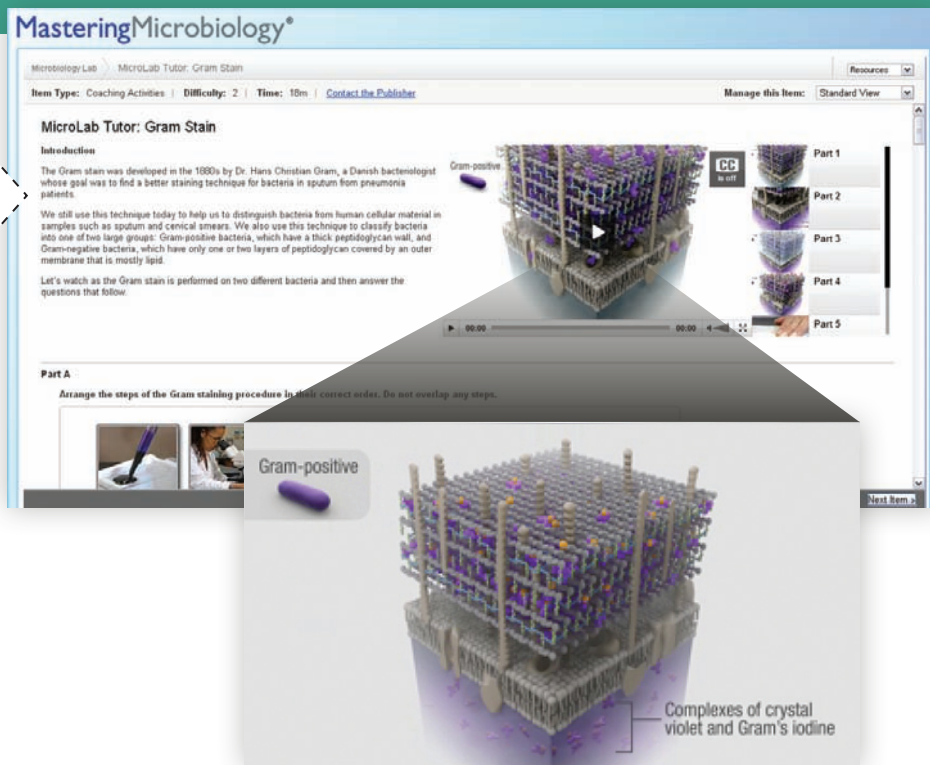 MasteringMicrobiology®
Microbiology Lab MicroLab Tutor: Gram Stain
Resources
Item Type: Coaching Activities | Difficulty: 2 | Time: 18m | Contact the Publisher
Manage this Item: Standard View
MicroLab Tutor: Gram Stain
Introduction
The Gram stain was developed in the 1880s by Dr. Hans Christian Gram, a Danish bacteriologist
whose goal was to find a better staining technique for bacteria in sputum from pneumonia
patients.
We still use this technique today to help us to distinguish bacteria from human cellular material in
samples such as sputum and cervical smears. We also use this technique to classify bacteria
into one of two large groups: Gram-positive bacteria, which have a thick peptidoglycan wall, and
Gram-negative bacteria, which have only one or two layers of peptidoglycan covered by an outer
membrane that is mostly lipid.
Let's watch as the Gram stain is performed on two different bacteria and then answer the
questions that follow.
Gram-positive
CC
is off
Part 1
Part 2
Part 3
Part 4
Part 5
00:00 00:00
Part A
Arrange the steps of the Gram staining procedure in their correct order. Do not overlap any steps.
Next Item >
Gram-positive
Complexes of crystal
violet and Gram's iodine